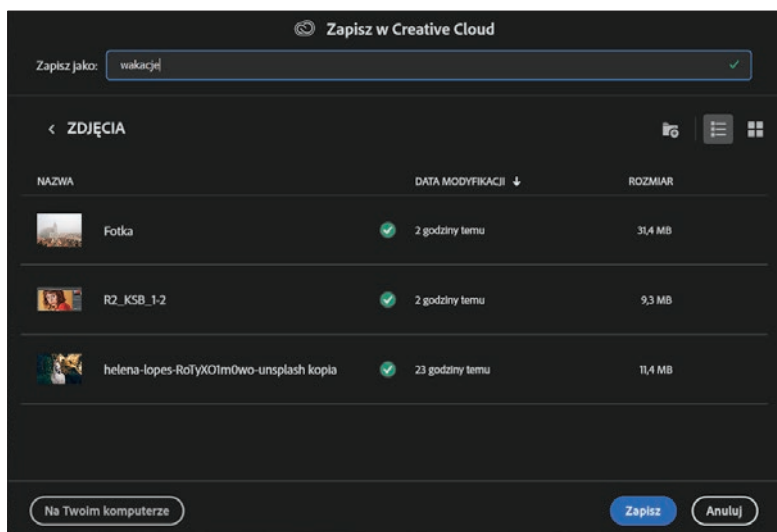 Zapisz w Creative Cloud
Zapisz jako: wakacje
< ZDJĘCIA
NAZWA DATA MODYFIKACJI ↓ ROZMIAR
Fotka 2 godziny temu 31,4 MB
R2_KSB_1-2 2 godziny temu 9,3 MB
helena-lopes-RoTyXO1m0wo-unsplash kopia 23 godziny temu 11,4 MB
Na Twoim komputerze Zapisz Anuluj